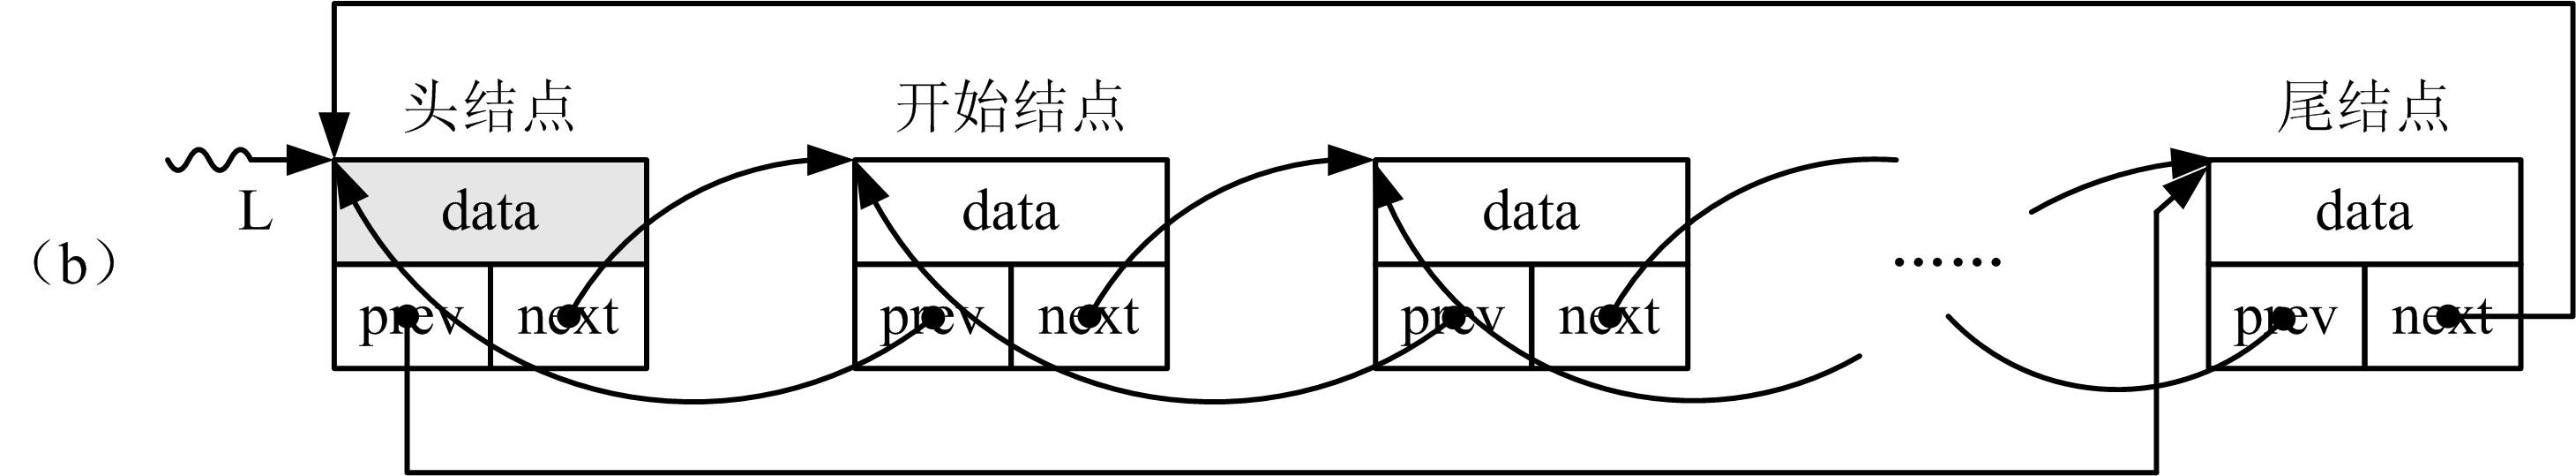 头结点 开始结点 尾结点
L
data data data data
(b) ......
prev next prev next prev next prev next